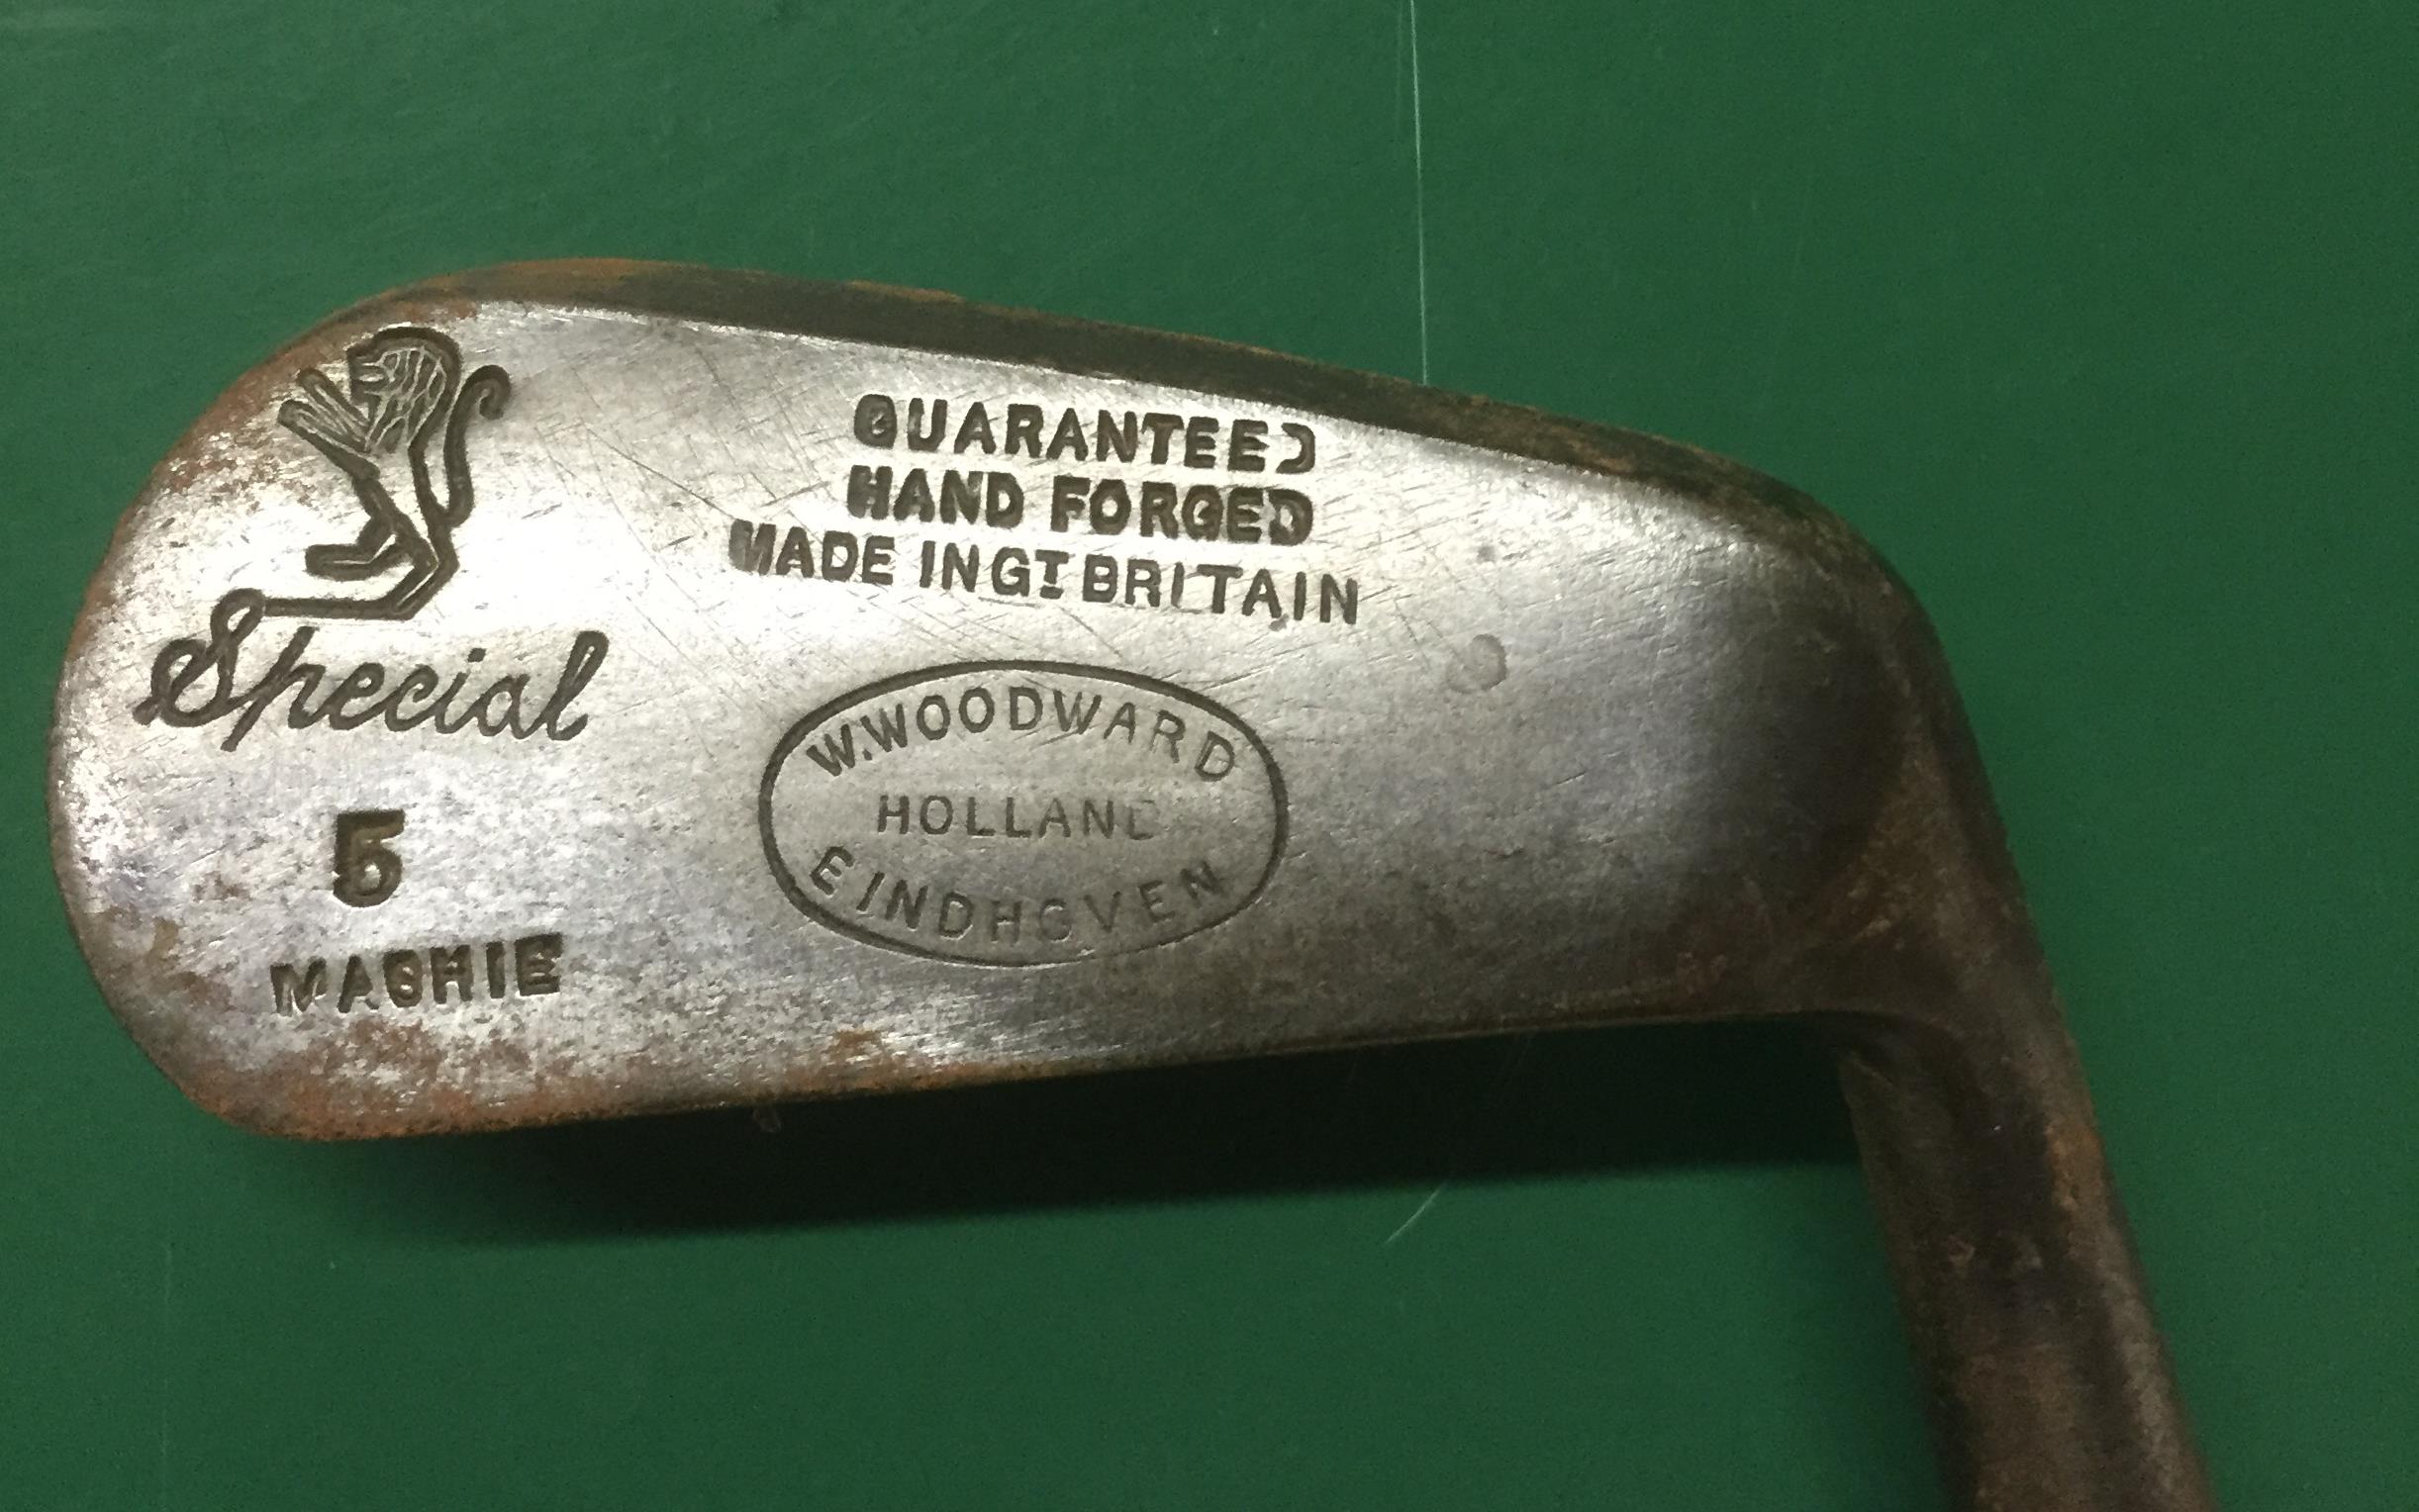 GUARANTEED
HAND FORGED
MADE IN GT BRITAIN
Special
5
MASHIE
W. WOODWARD
HOLLAND
EINDHOVEN